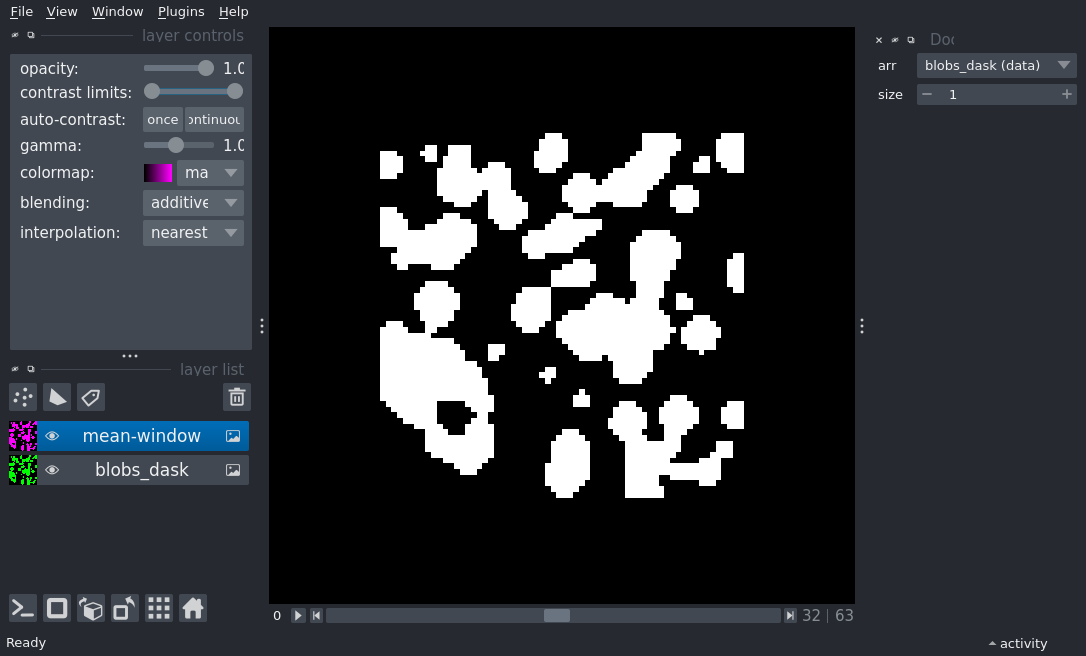 File View Window Plugins Help
layer controls
opacity: 1.0
contrast limits:
auto-contrast: once
gamma: 1.0
colormap: ma
blending: additive
interpolation: nearest
layer list
mean-window
blobs_dask
0 32 | 63
Ready
arr blobs_dask (data)
size 1
activity